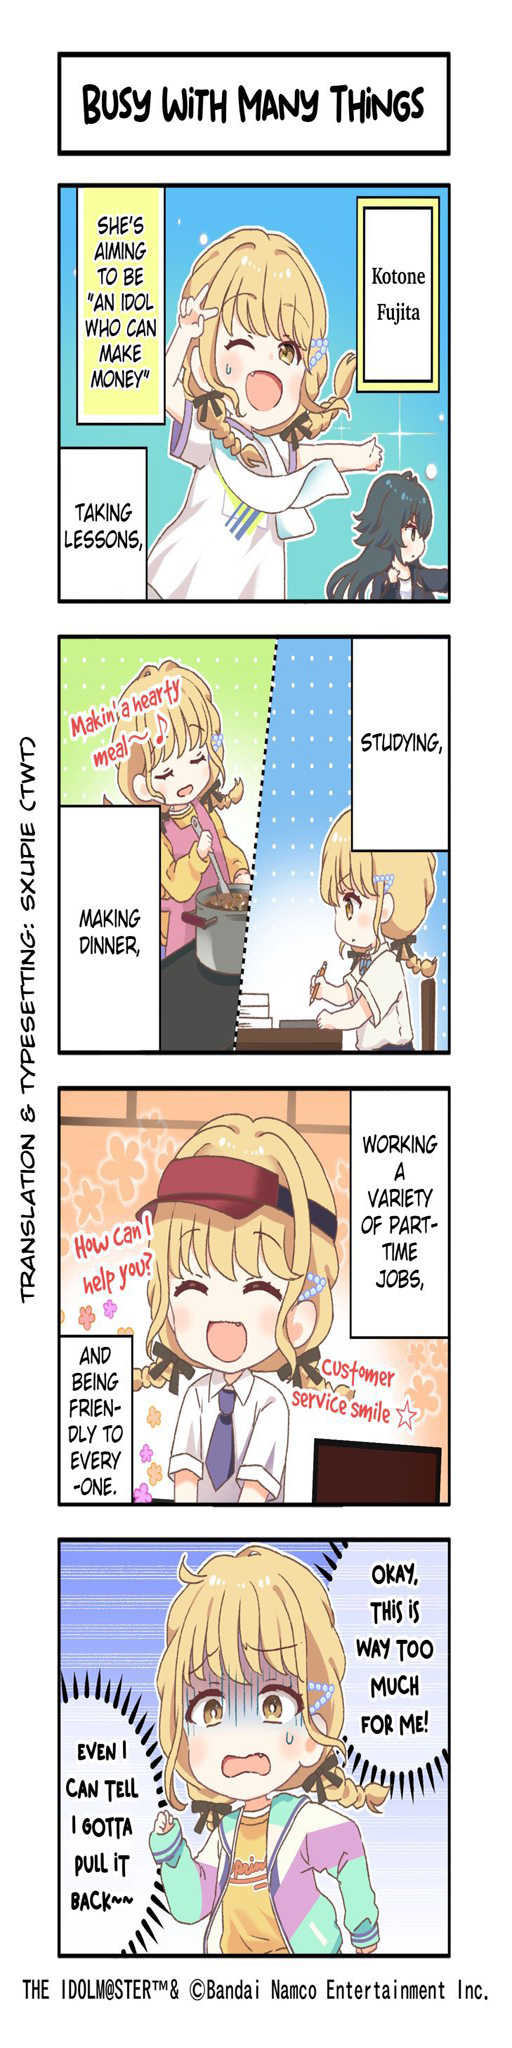 BUSY WITH MANY THINGS
Kotone
Fujita
SHE'S
AIMING
TO BE
"AN IDOL
WHO CAN
MAKE
MONEY"
TAKING
LESSONS,
STUDYING,
Makin' a hearty
meal~♪
MAKING
DINNER,
WORKING
A
VARIETY
OF PART-
TIME
JOBS,
How can I
help you?
customer
service smile ☆
AND
BEING
FRIEN-
DLY TO
EVERY
-ONE.
OKAY,
THIS IS
WAY TOO
MUCH
FOR ME!
EVEN I
CAN TELL
I GOTTA
PULL IT
BACK~~
Sprin
TRANSLATION & TYPESETTING: SXUPIE (TWT)
THE IDOLM@STER™& ©Bandai Namco Entertainment Inc.